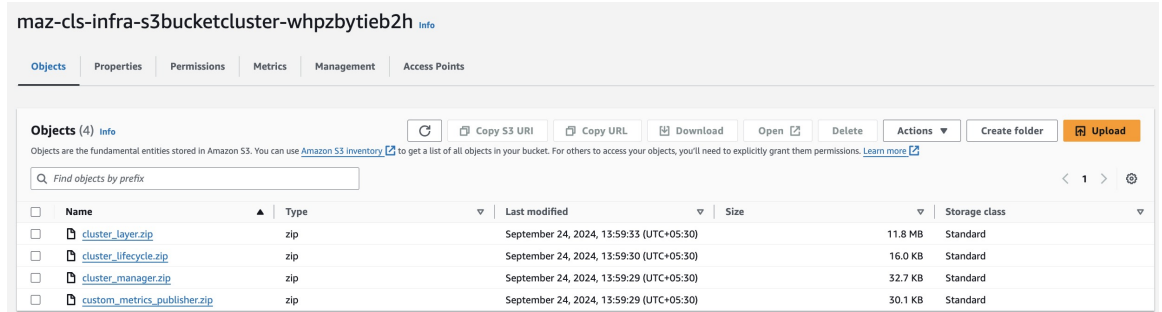 maz-cls-infra-s3bucketcluster-whpzbytieb2h Info
Objects Properties Permissions Metrics Management Access Points
Objects (4) Info Copy S3 URI Copy URL Download Open Delete Actions Create folder Upload
Objects are the fundamental entities stored in Amazon S3. You can use Amazon S3 inventory to get a list of all objects in your bucket. For others to access your objects, you'll need to explicitly grant them permissions. Learn more
Find objects by prefix 1
Name Type Last modified Size Storage class
cluster_layer.zip zip September 24, 2024, 13:59:33 (UTC+05:30) 11.8 MB Standard
cluster_lifecycle.zip zip September 24, 2024, 13:59:30 (UTC+05:30) 16.0 KB Standard
cluster_manager.zip zip September 24, 2024, 13:59:29 (UTC+05:30) 32.7 KB Standard
custom_metrics_publisher.zip zip September 24, 2024, 13:59:29 (UTC+05:30) 30.1 KB Standard